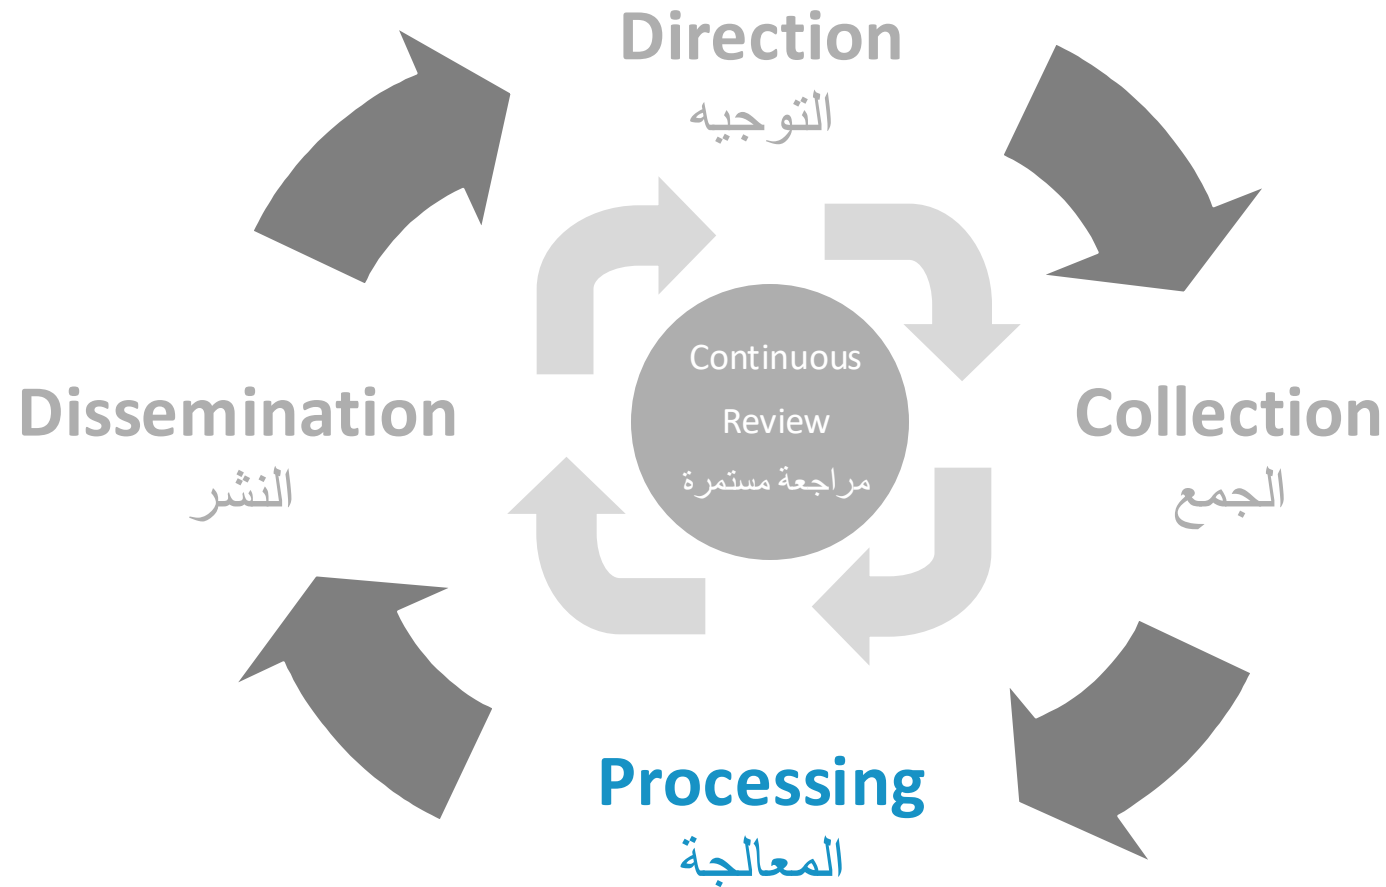 Direction
التوجيه
Continuous
Review
مراجعة مستمرة
Dissemination
النشر
Collection
الجمع
Processing
المعالجة